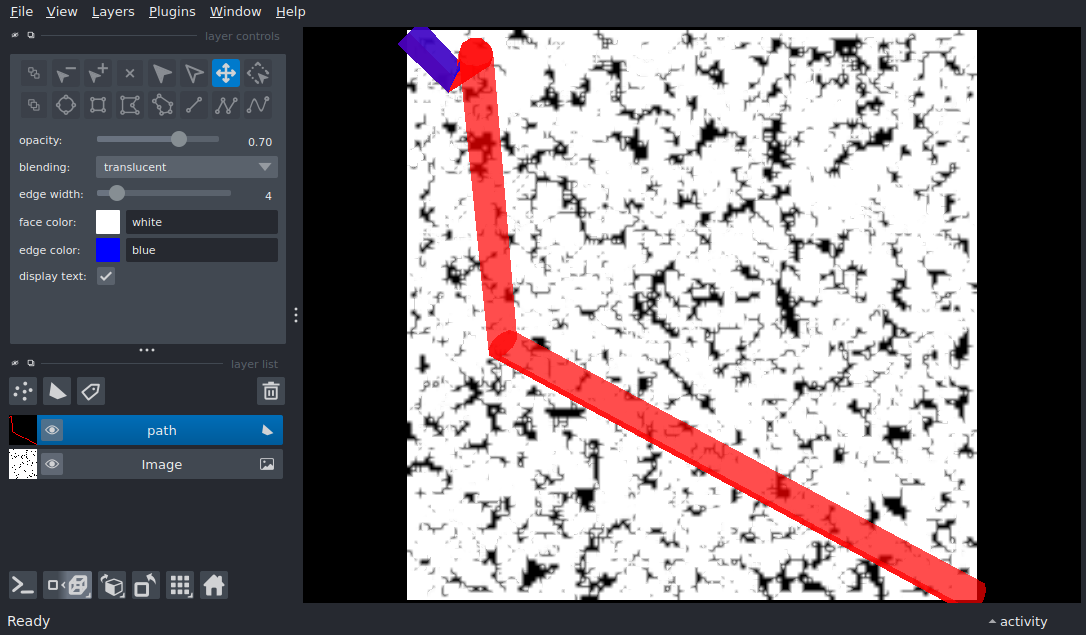 File View Layers Plugins Window Help
layer controls
opacity: 0.70
blending: translucent
edge width: 4
face color: white
edge color: blue
display text:
layer list
path
Image
Ready
activity